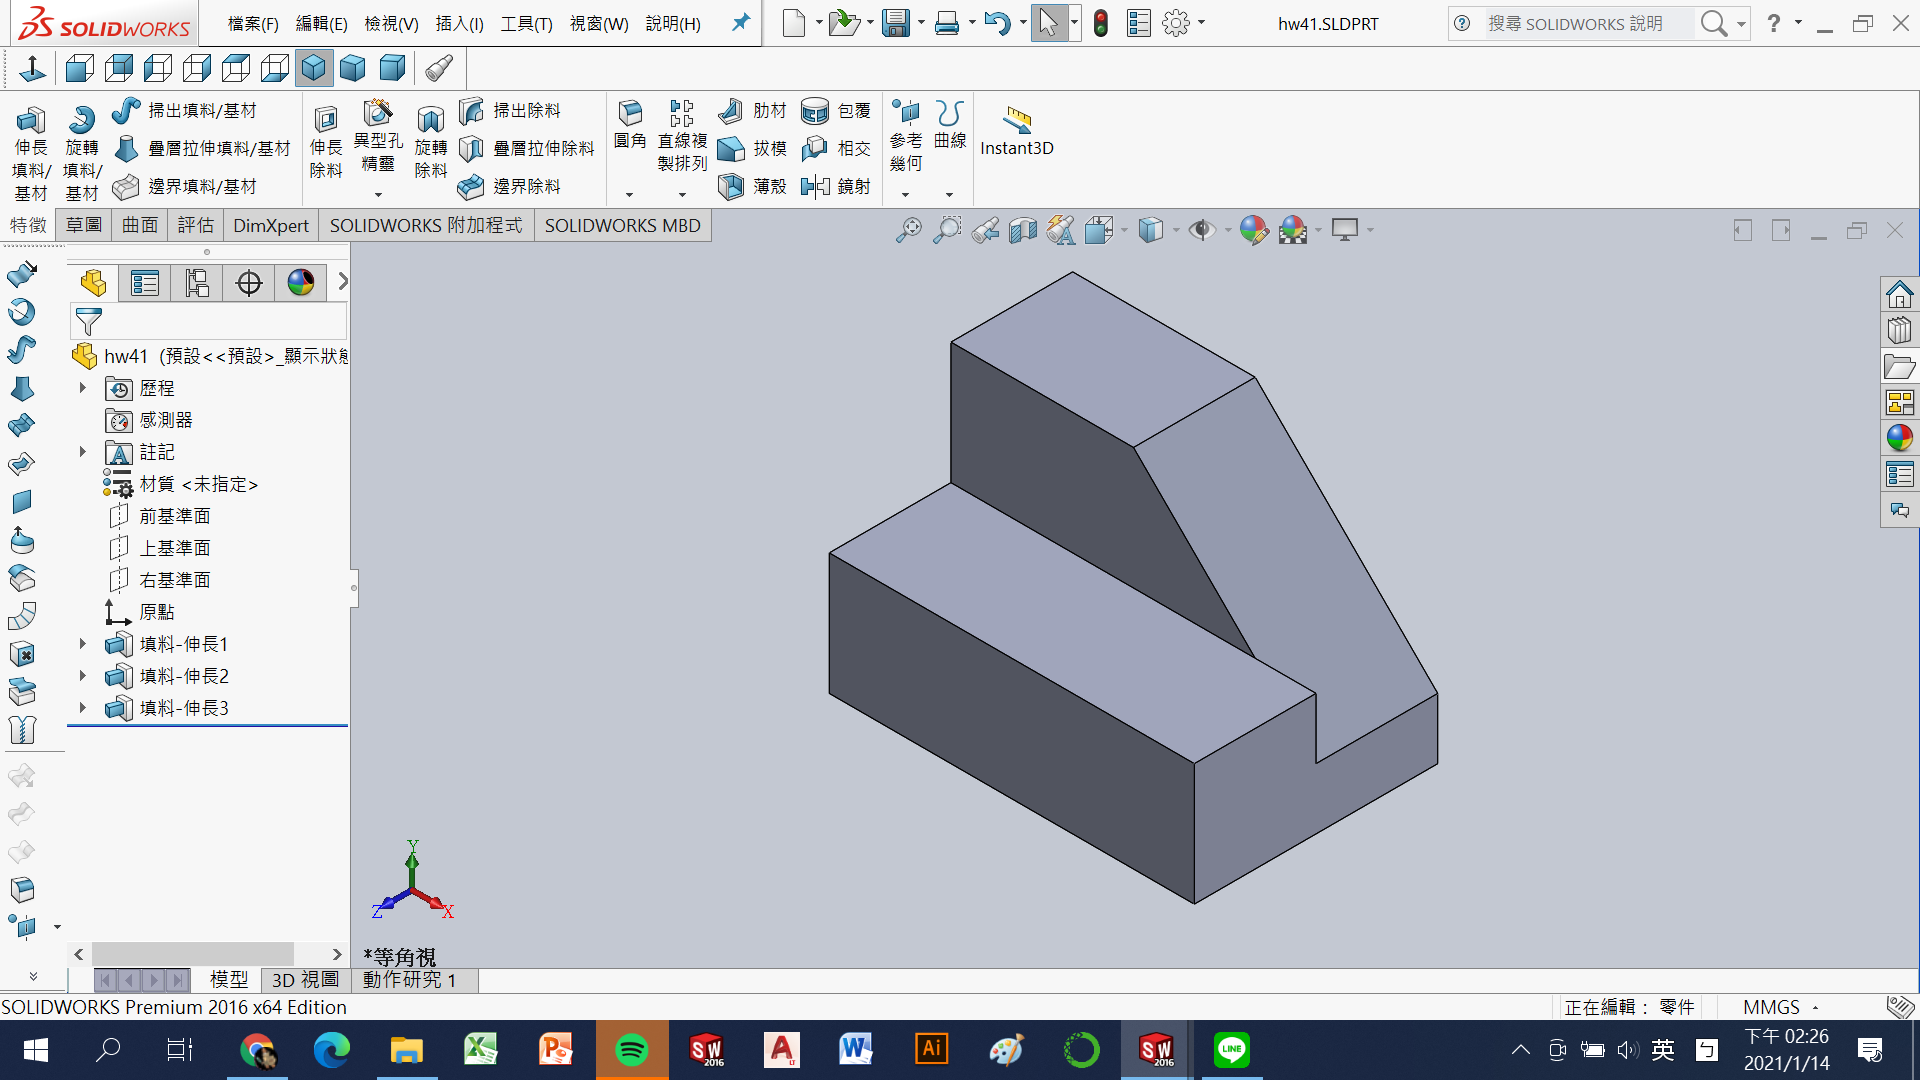 SOLIDWORKS 檔案(F) 編輯(E) 檢視(V) 插入(I) 工具(T) 視窗(W) 說明(H) hw41.SLDPRT 搜尋 SOLIDWORKS 說明
伸長填料/基材
旋轉填料/基材
掃出填料/基材
疊層拉伸填料/基材
邊界填料/基材
伸長除料
異型孔精靈
旋轉除料
掃出除料
疊層拉伸除料
邊界除料
圓角
直線複製排列
肋材
拔模
薄殼
包覆
相交
鏡射
參考幾何
曲線
Instant3D
特徵 草圖 曲面 評估 DimXpert SOLIDWORKS 附加程式 SOLIDWORKS MBD
hw41 (預設<<預設>_顯示狀態
歷程
感測器
註記
材質 <未指定>
前基準面
上基準面
右基準面
原點
填料-伸長1
填料-伸長2
填料-伸長3
Y
Z
X
*等角視
模型 3D 視圖 動作研究 1
SOLIDWORKS Premium 2016 x64 Edition 正在編輯： 零件 MMGS
SW 2016 A LT Ai SW 2016 LINE 英 ㄅ
下午 02:26
2021/1/14